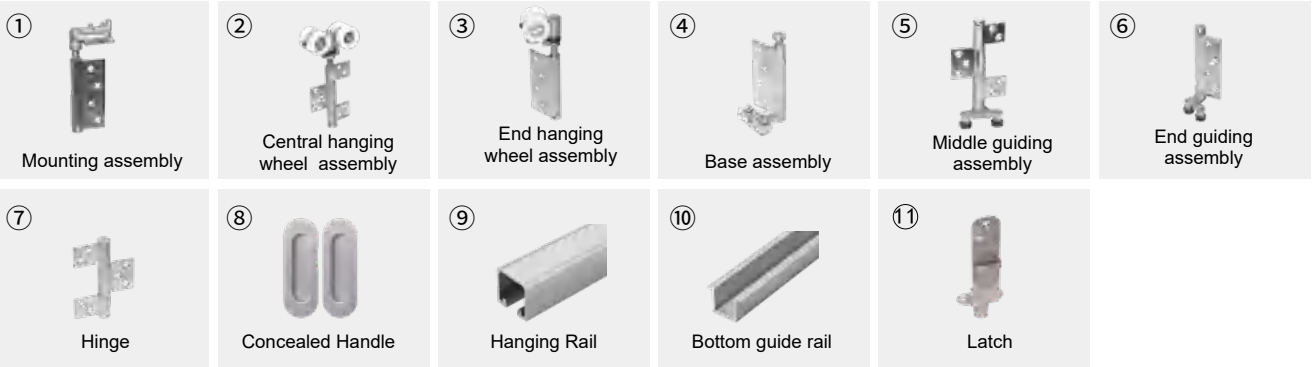 ①
Mounting assembly
②
Central hanging
wheel assembly
③
End hanging
wheel assembly
④
Base assembly
⑤
Middle guiding
assembly
⑥
End guiding
assembly
⑦
Hinge
⑧
Concealed Handle
⑨
Hanging Rail
⑩
Bottom guide rail
⑪
Latch